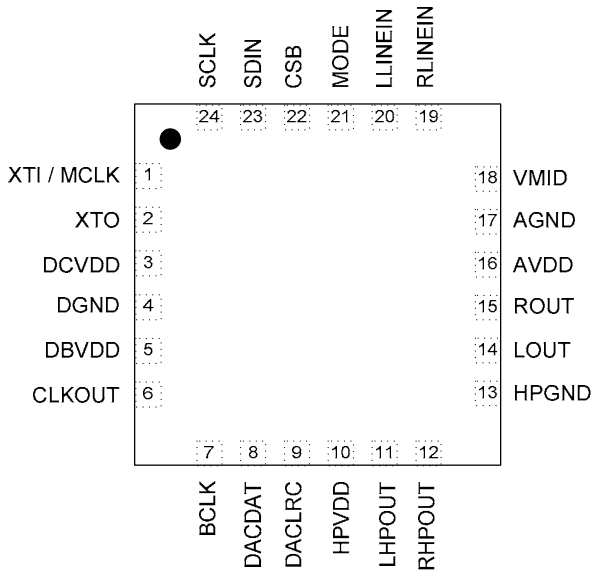 SCLK
SDIN
CSB
MODE
LLINEIN
RLINEIN
24 23 22 21 20 19
XTI / MCLK 1 18 VMID
XTO 2 17 AGND
DCVDD 3 16 AVDD
DGND 4 15 ROUT
DBVDD 5 14 LOUT
CLKOUT 6 13 HPGND
7 8 9 10 11 12
BCLK
DACDAT
DACLRC
HPVDD
LHPOUT
RHPOUT